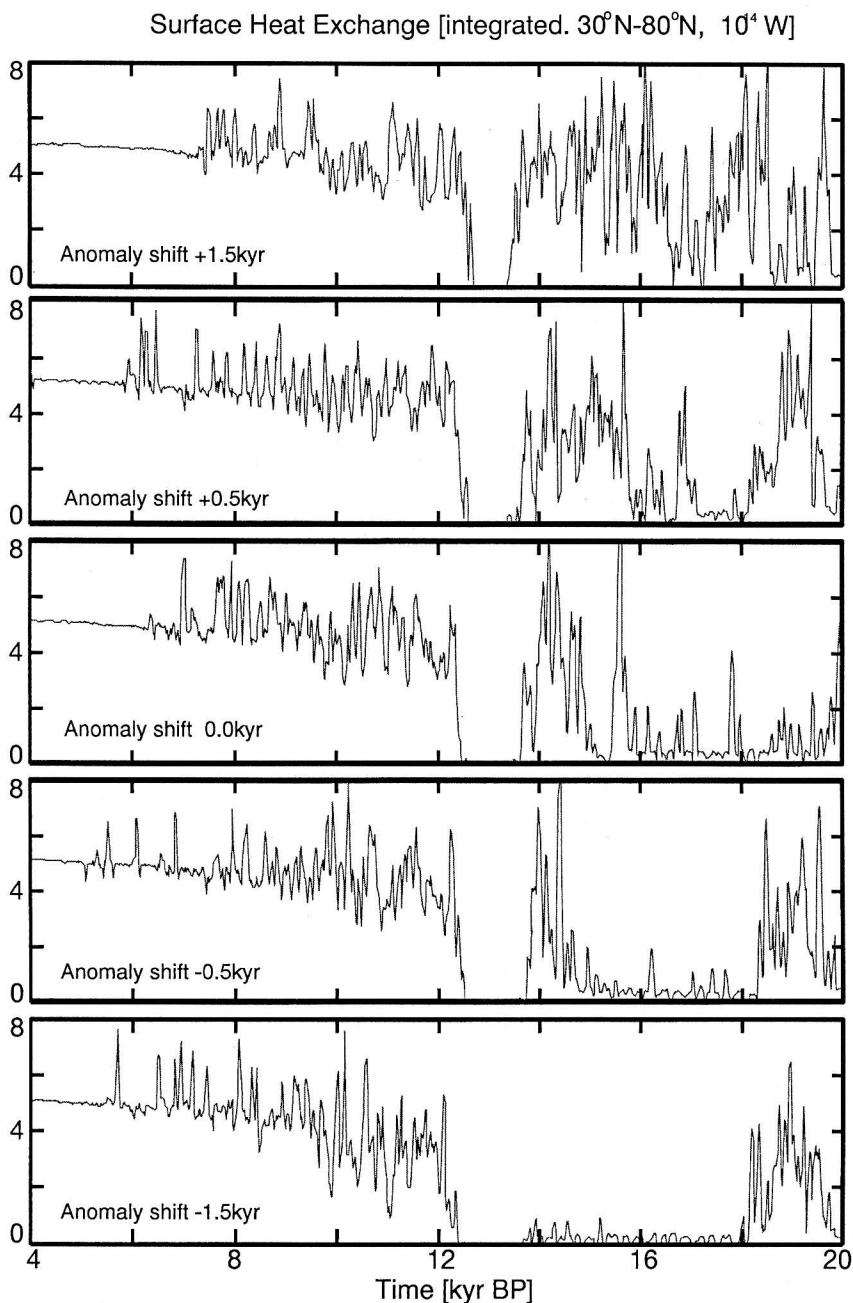 Surface Heat Exchange [integrated. 30°N-80°N, 10⁴ W]
8
4
0
Anomaly shift +1.5kyr
8
4
0
Anomaly shift +0.5kyr
8
4
0
Anomaly shift 0.0kyr
8
4
0
Anomaly shift -0.5kyr
8
4
0
Anomaly shift -1.5kyr
4 8 12 16 20
Time [kyr BP]